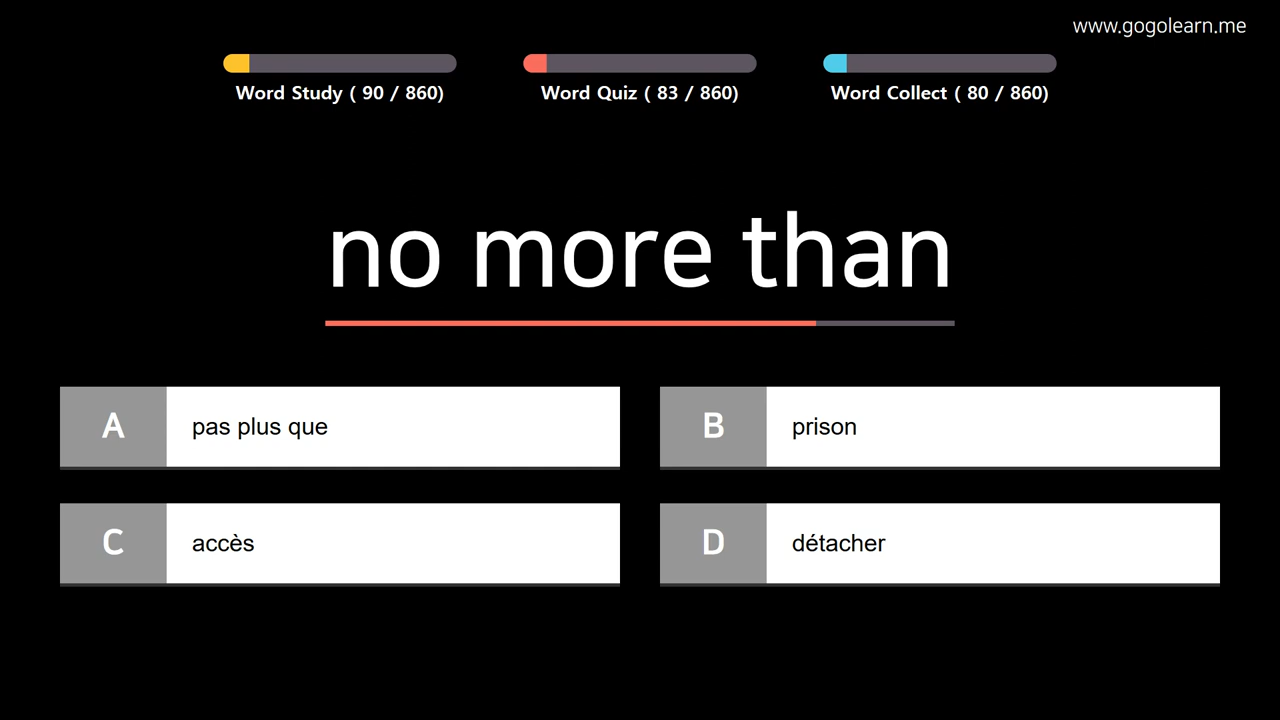 www.gogolearn.me
Word Study ( 90 / 860)
Word Quiz ( 83 / 860)
Word Collect ( 80 / 860)
no more than
A pas plus que
B prison
C accès
D détacher